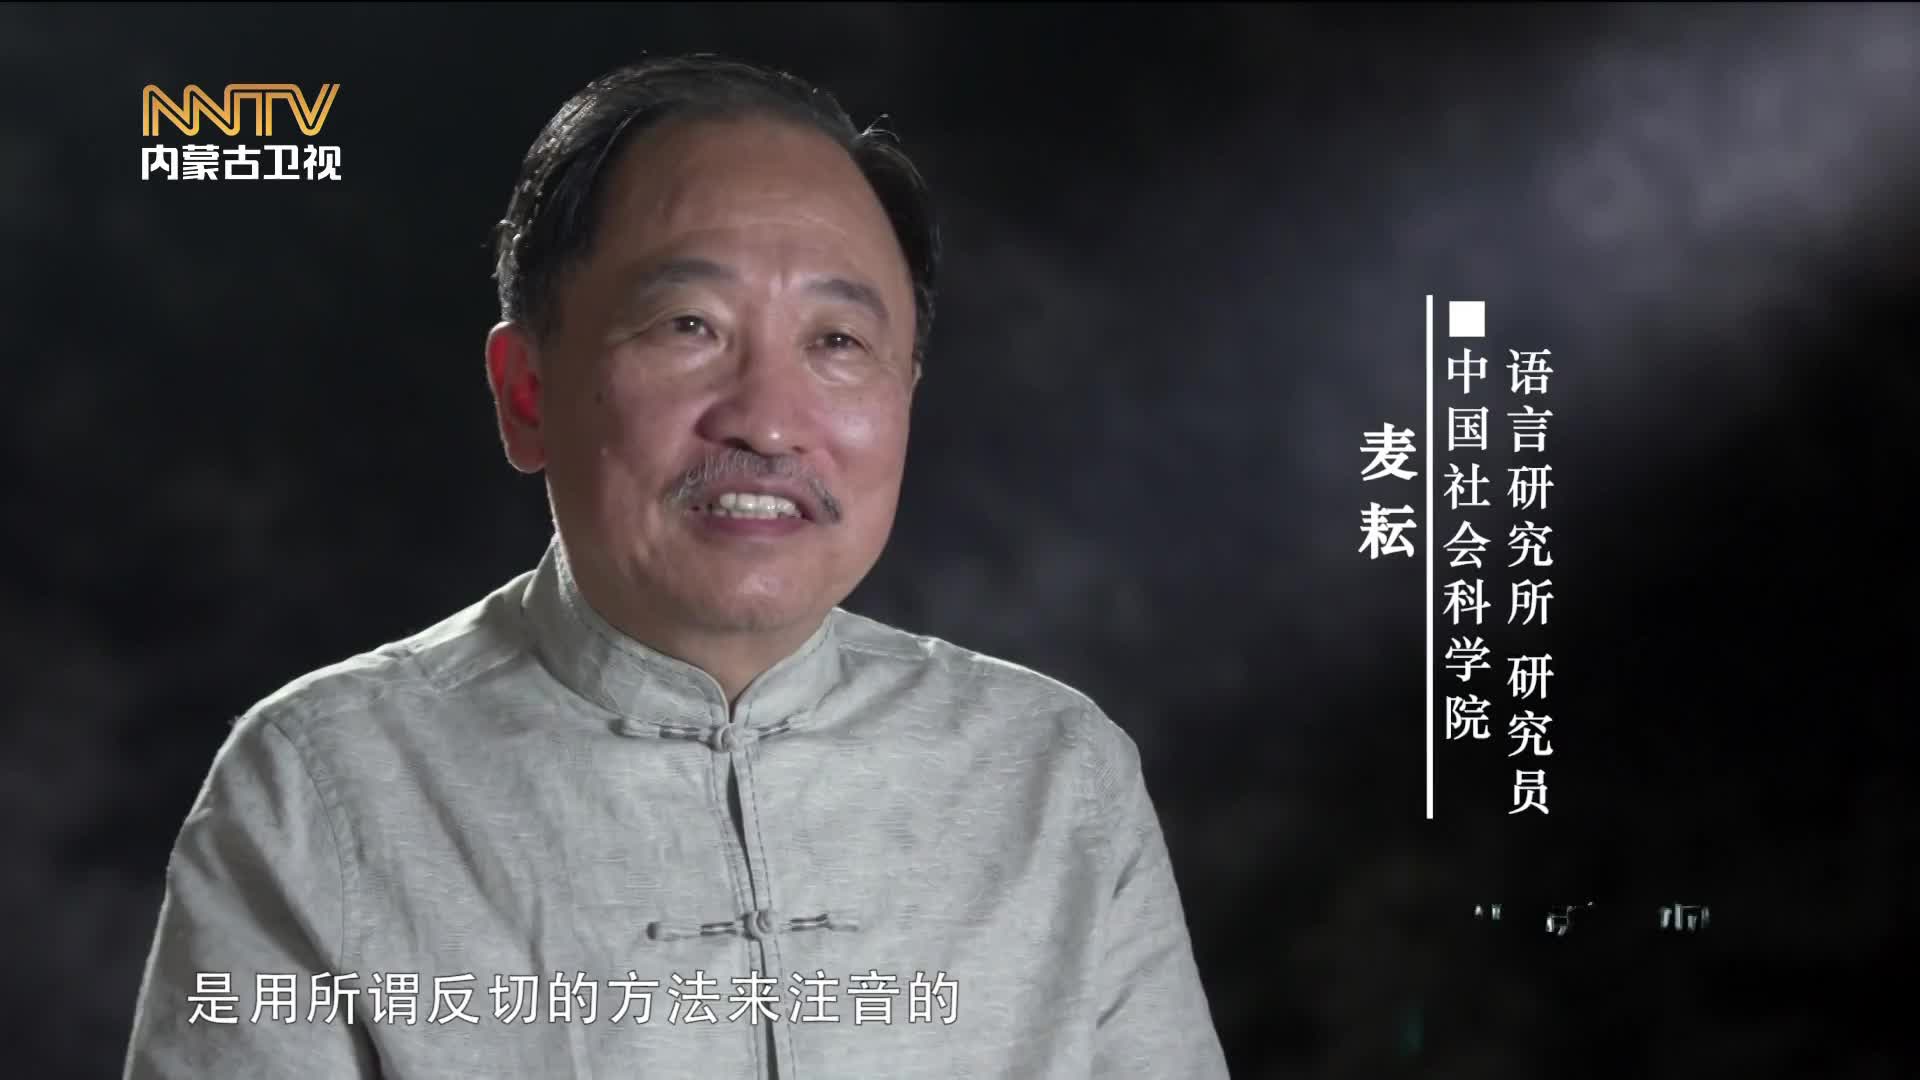 NNTV
内蒙古卫视
语言研究所 研究员
中国社会科学院
麦耘
是用所谓反切的方法来注音的